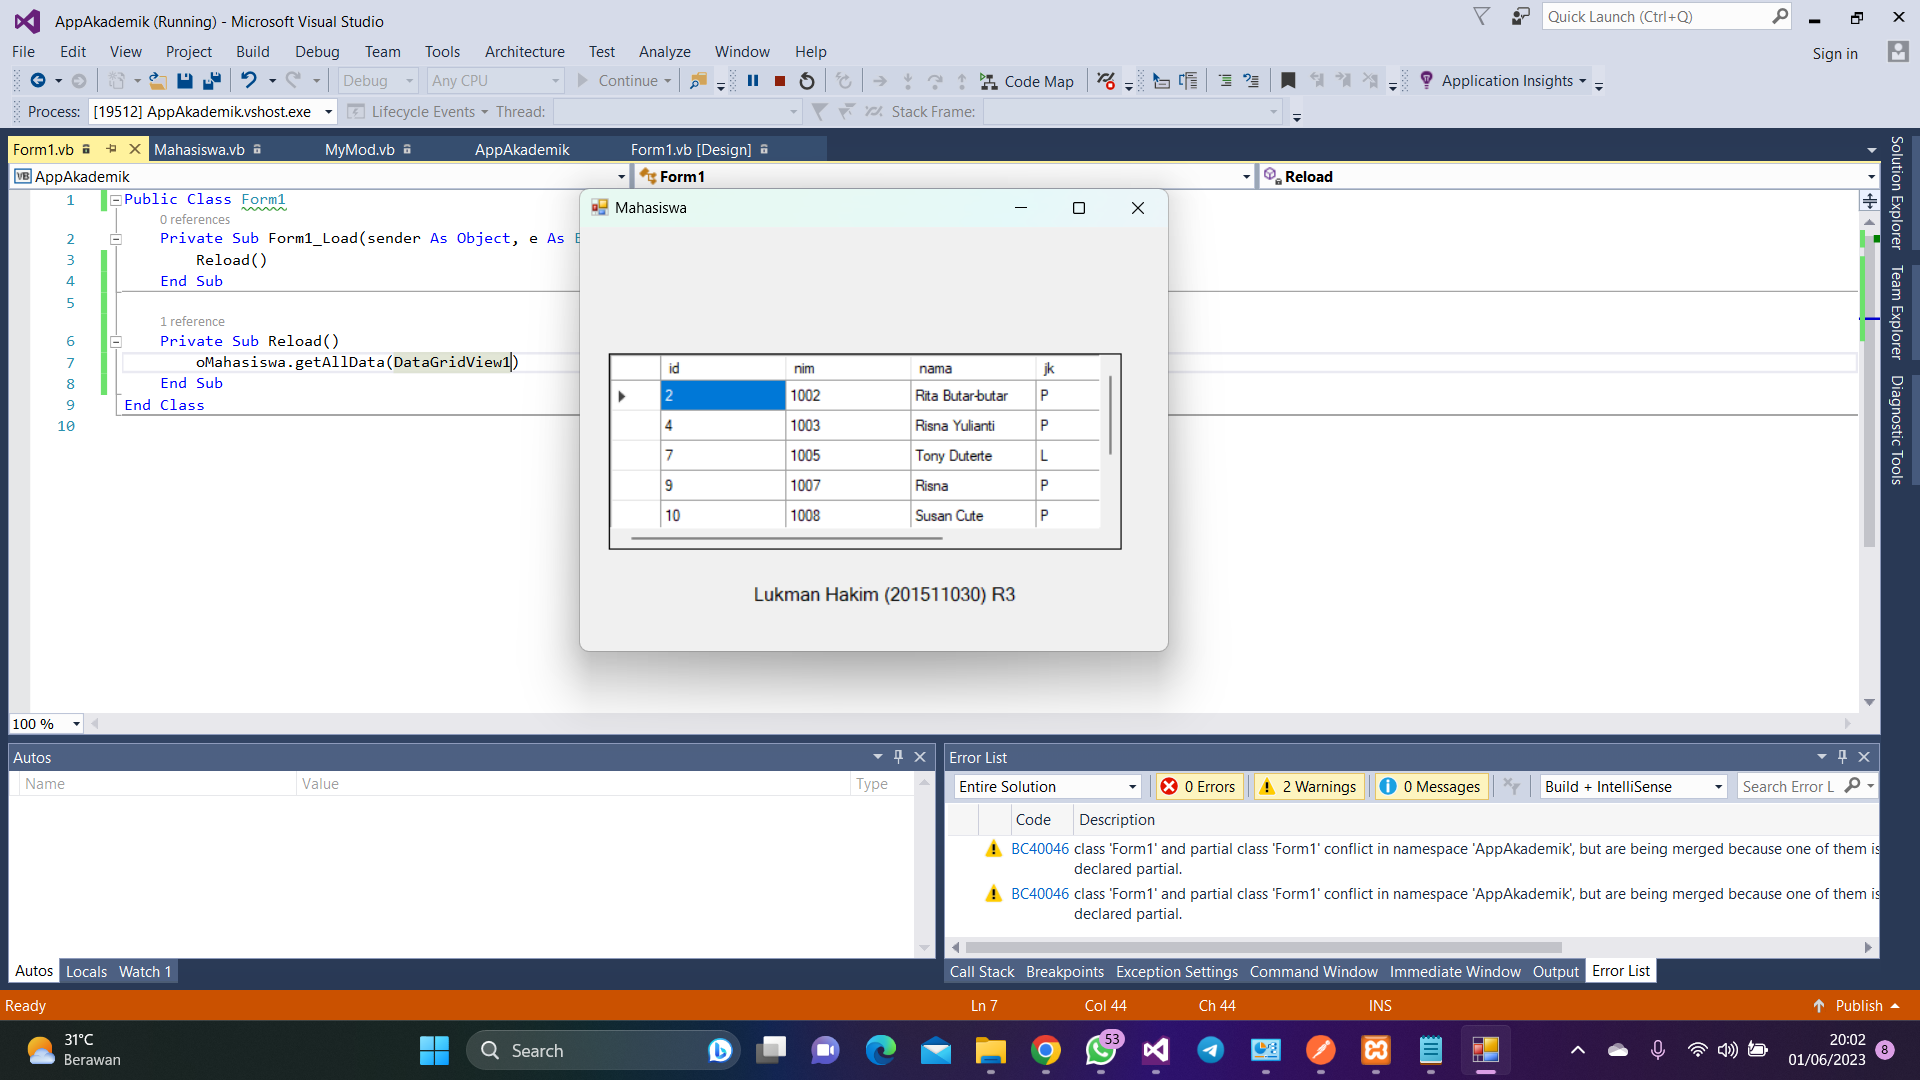 AppAkademik (Running) - Microsoft Visual Studio
Quick Launch (Ctrl+Q)
File Edit View Project Build Debug Team Tools Architecture Test Analyze Window Help
Sign in
Debug Any CPU Continue Code Map Application Insights
Process: [19512] AppAkademik.vshost.exe Lifecycle Events Thread: Stack Frame:
Form1.vb Mahasiswa.vb MyMod.vb AppAkademik Form1.vb [Design]
VB AppAkademik Form1 Reload
Solution Explorer
Team Explorer
Diagnostic Tools
1 Public Class Form1
0 references
2 Private Sub Form1_Load(sender As Object, e As E
3 Reload()
4 End Sub
5
1 reference
6 Private Sub Reload()
7 oMahasiswa.getAllData(DataGridView1)
8 End Sub
9 End Class
10
Mahasiswa
id nim nama jk
2 1002 Rita Butar-butar P
4 1003 Risna Yulianti P
7 1005 Tony Duterte L
9 1007 Risna P
10 1008 Susan Cute P
Lukman Hakim (201511030) R3
100 %
Autos
Name Value Type
Autos Locals Watch 1
Error List
Entire Solution 0 Errors 2 Warnings 0 Messages Build + IntelliSense Search Error L
Code Description
BC40046 class 'Form1' and partial class 'Form1' conflict in namespace 'AppAkademik', but are being merged because one of them is
declared partial.
BC40046 class 'Form1' and partial class 'Form1' conflict in namespace 'AppAkademik', but are being merged because one of them is
declared partial.
Call Stack Breakpoints Exception Settings Command Window Immediate Window Output Error List
Ready Ln 7 Col 44 Ch 44 INS Publish
31°C
Berawan
Search
53
20:02
01/06/2023
8